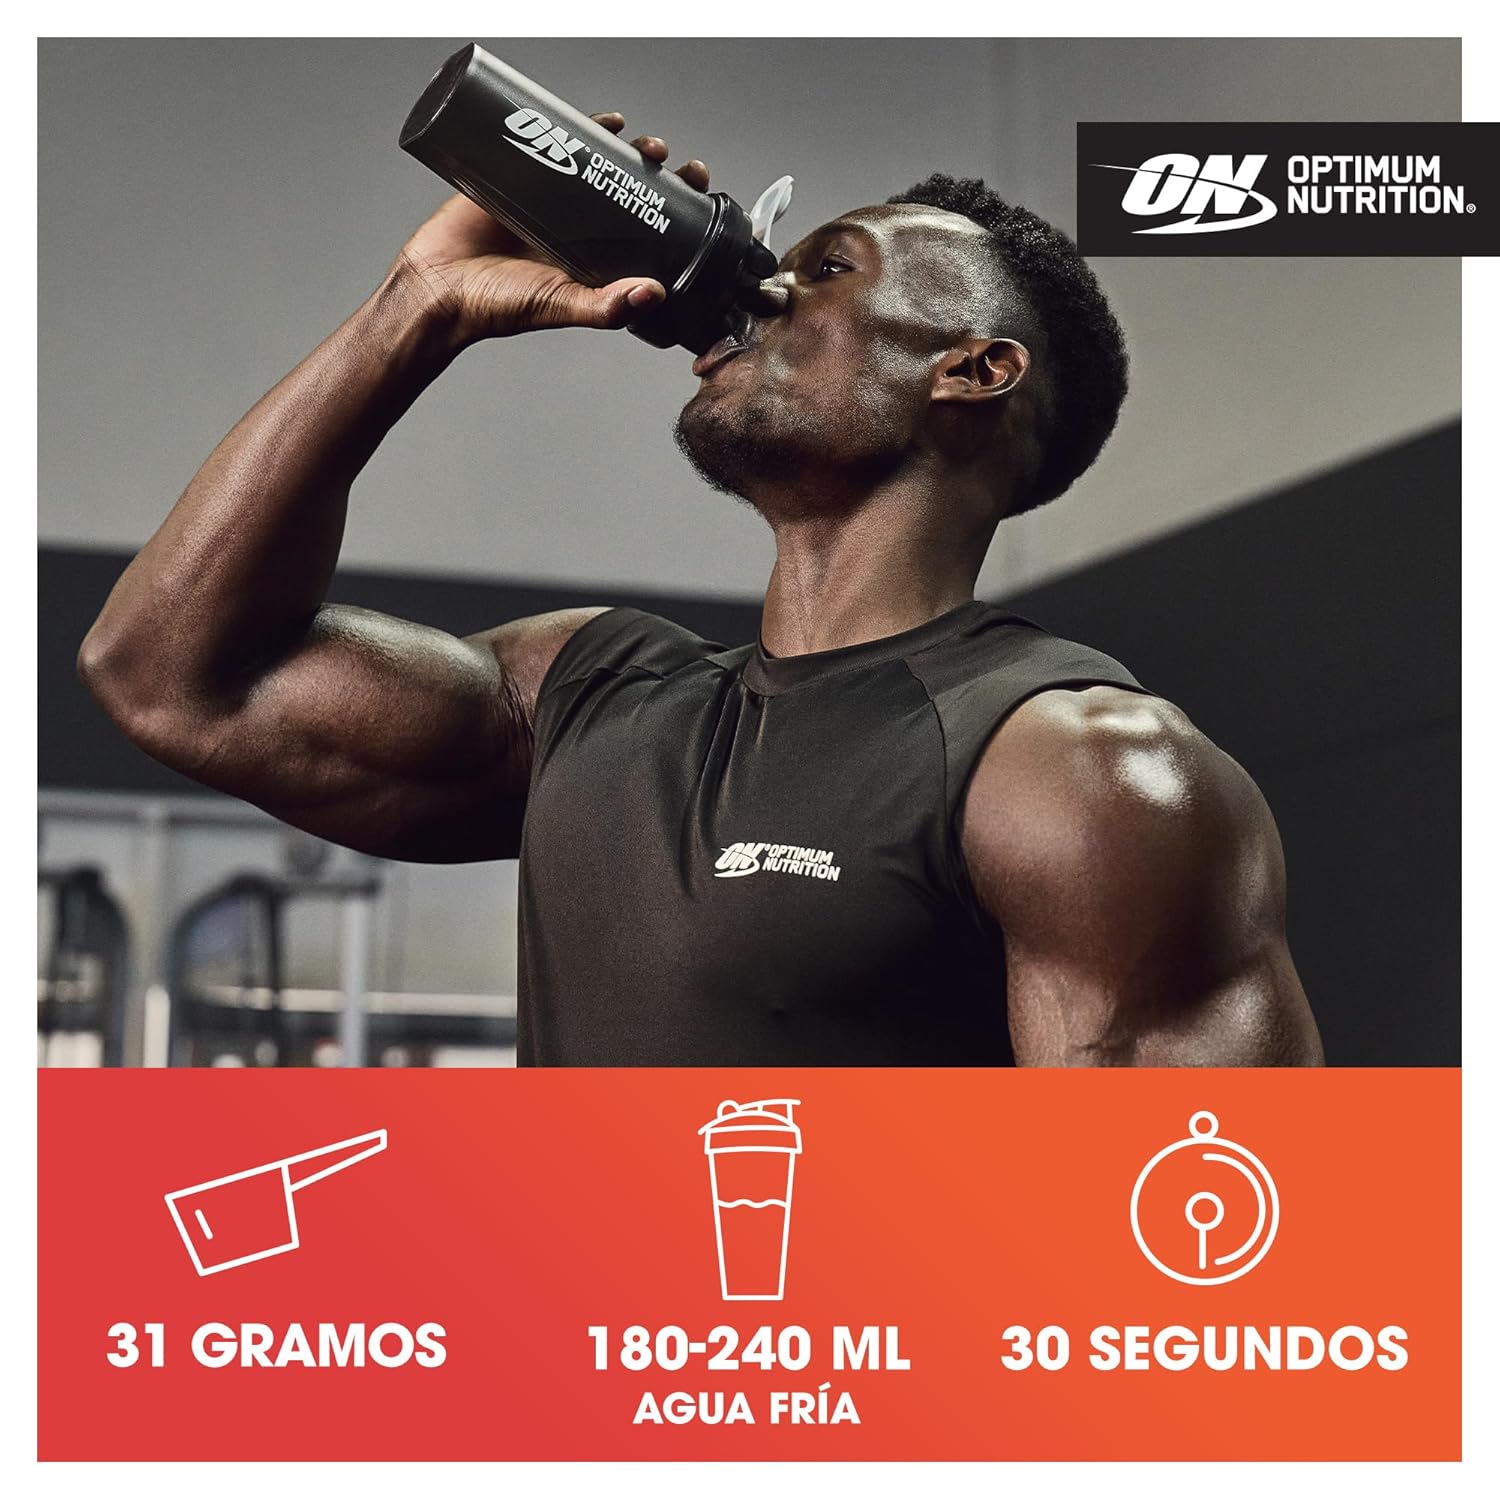 ON® OPTIMUM
NUTRITION
ON OPTIMUM
NUTRITION®
ON® OPTIMUM
NUTRITION
31 GRAMOS
180-240 ML
AGUA FRÍA
30 SEGUNDOS